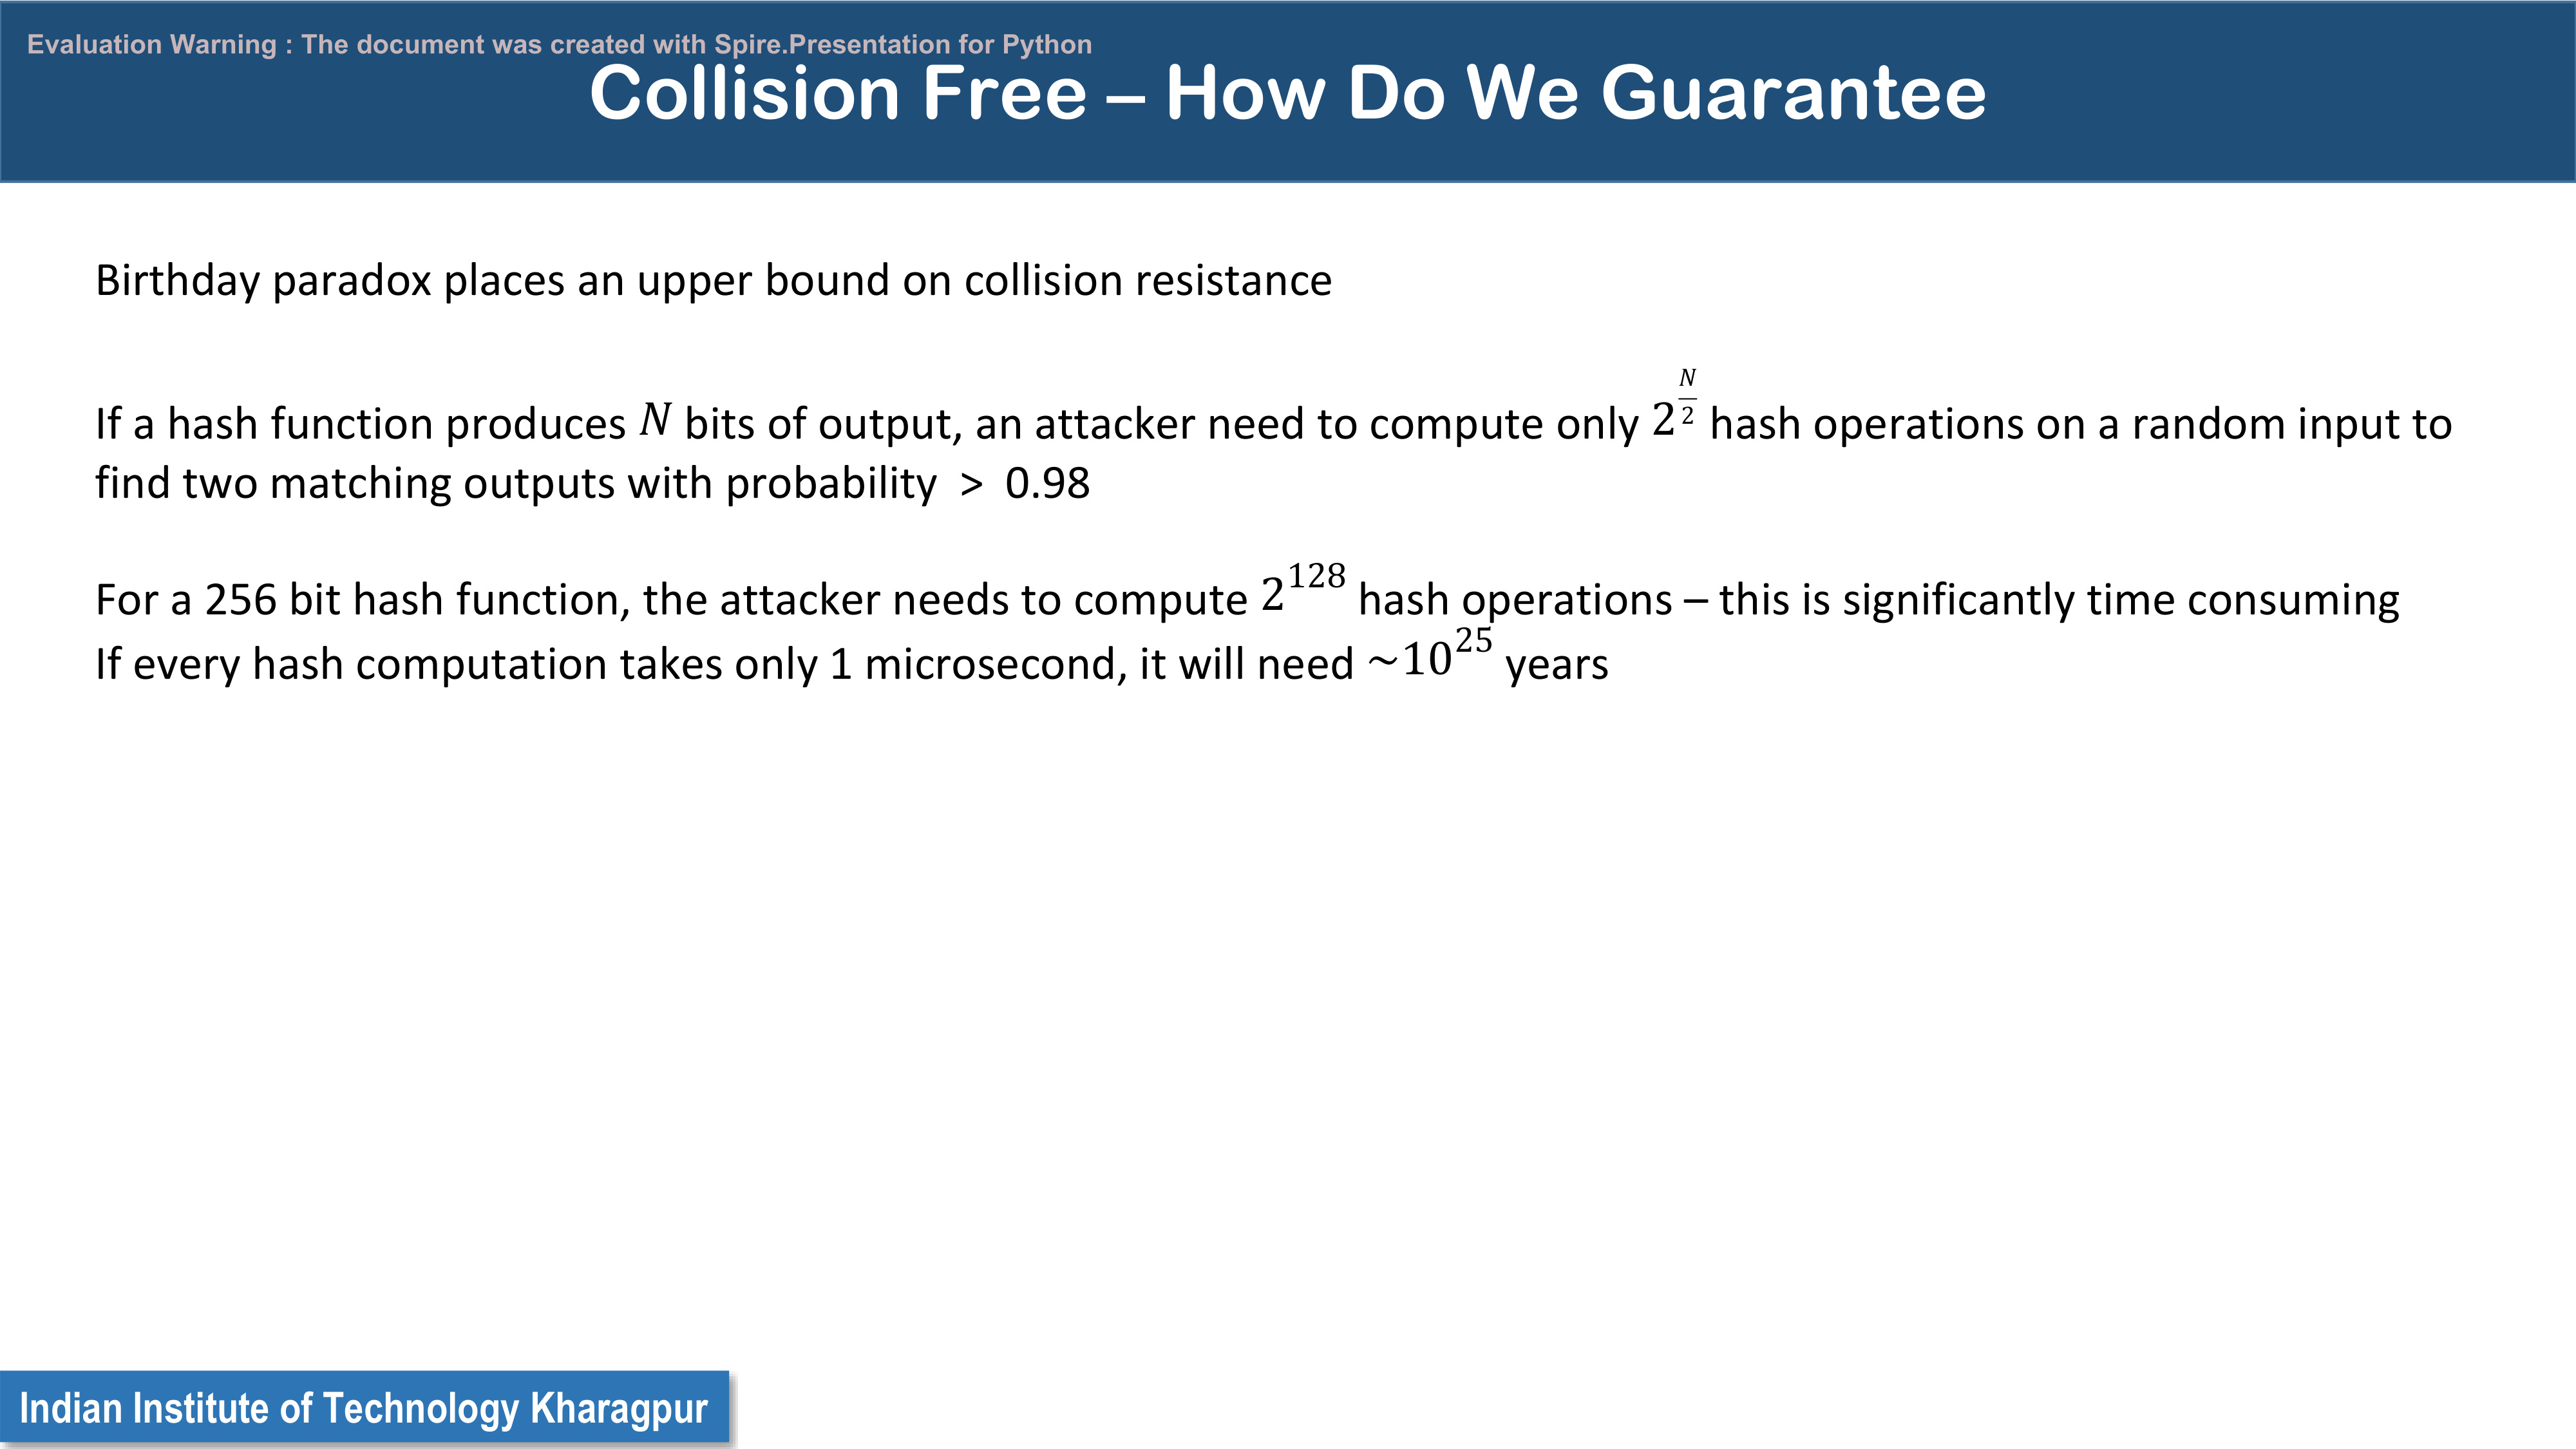 Evaluation Warning : The document was created with Spire.Presentation for Python
Collision Free – How Do We Guarantee
Birthday paradox places an upper bound on collision resistance
If a hash function produces $N$ bits of output, an attacker need to compute only $2^{\frac{N}{2}}$ hash operations on a random input to
find two matching outputs with probability > 0.98
For a 256 bit hash function, the attacker needs to compute $2^{128}$ hash operations – this is significantly time consuming
If every hash computation takes only 1 microsecond, it will need $\sim 10^{25}$ years
Indian Institute of Technology Kharagpur